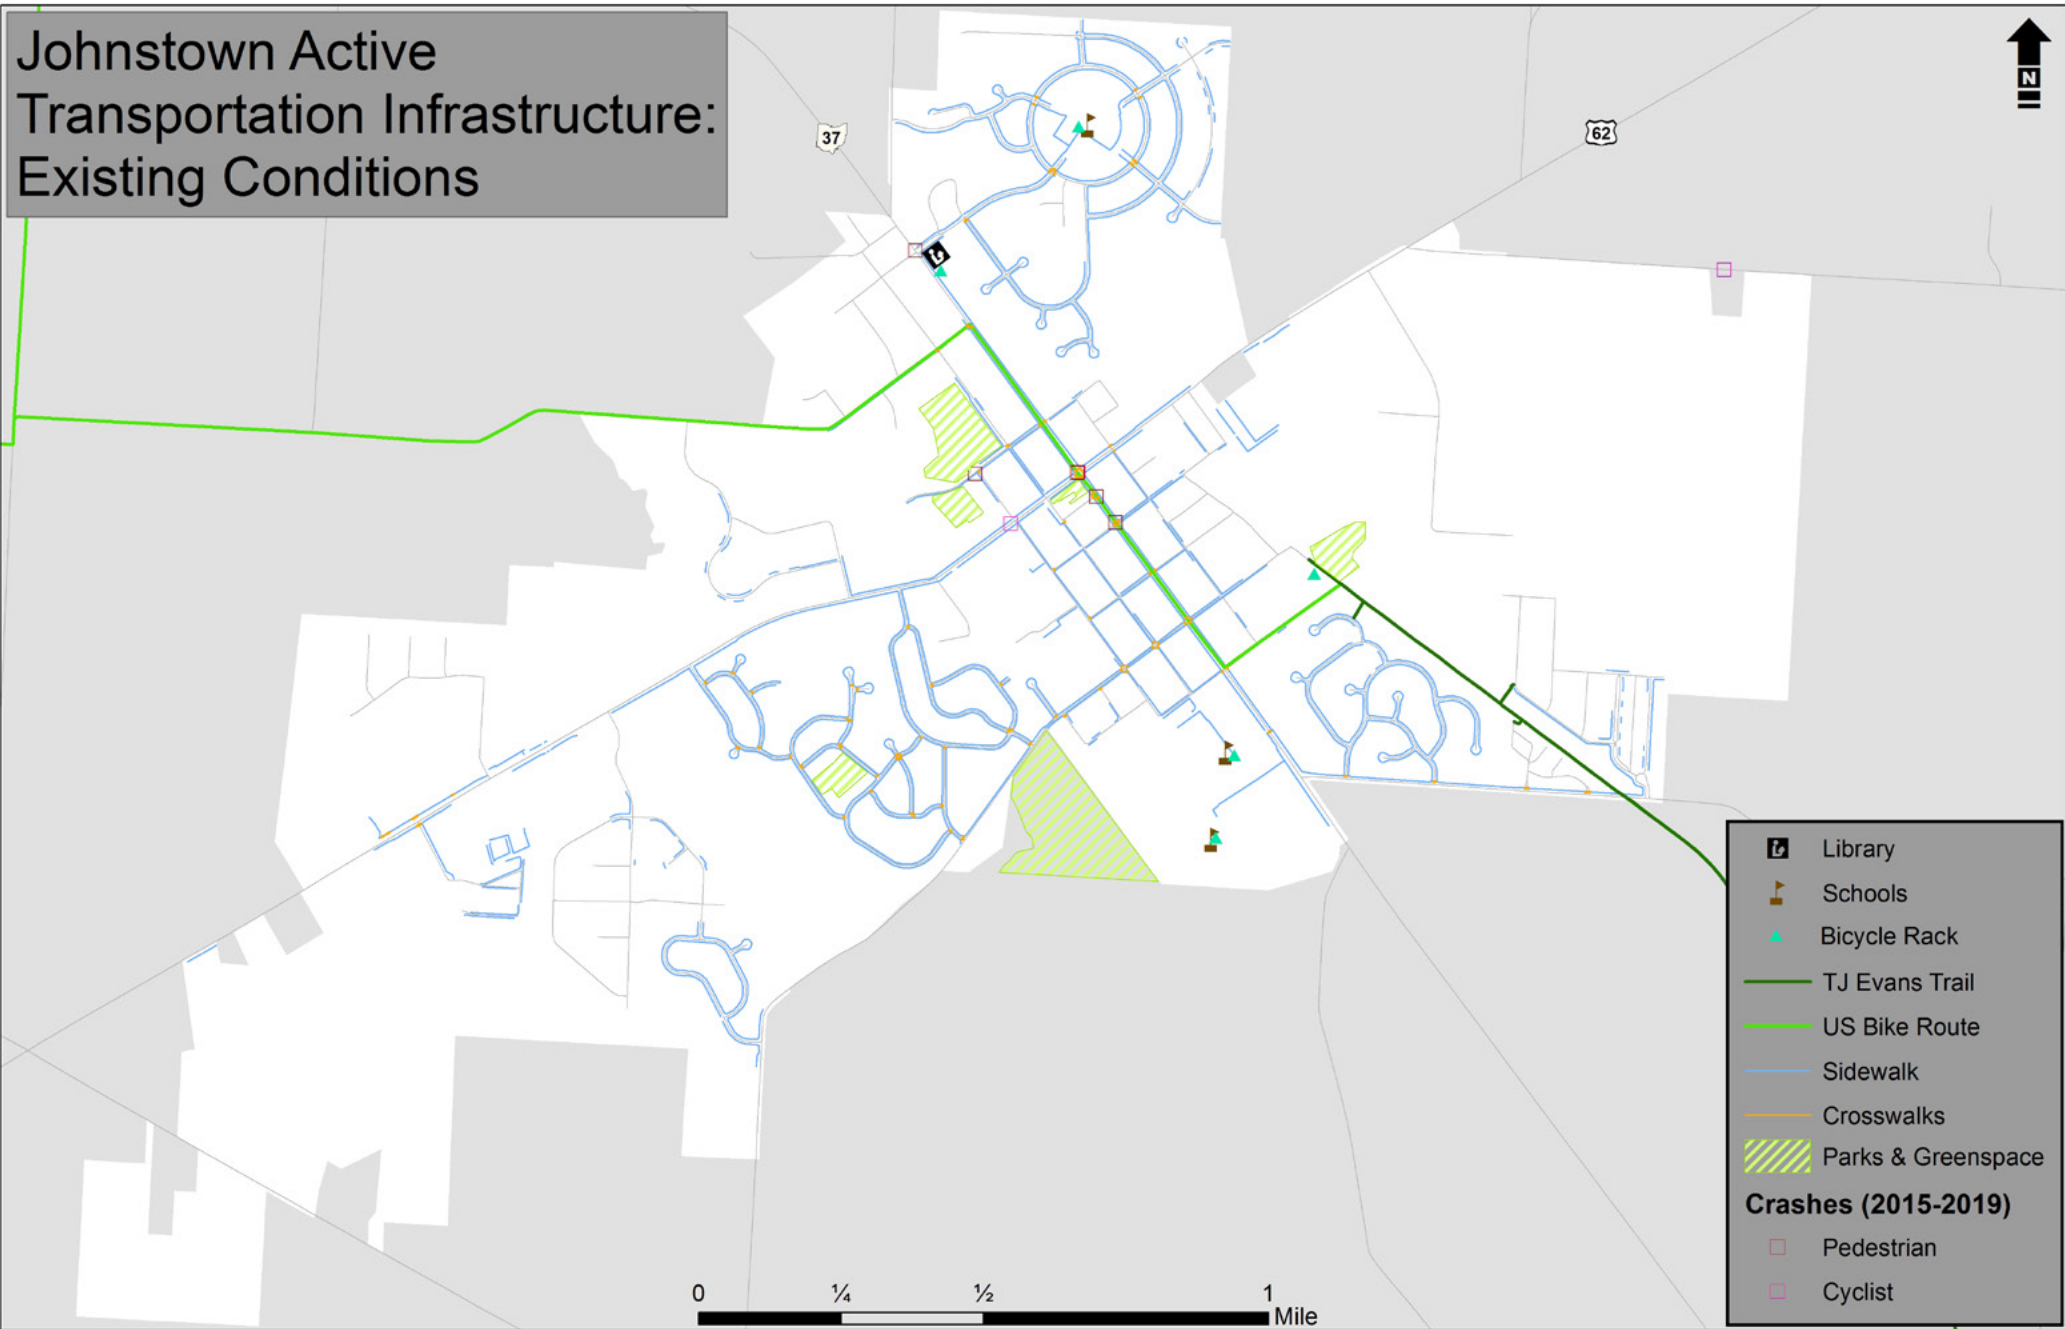 Johnstown Active
Transportation Infrastructure:
Existing Conditions
N
37
62
Library
Schools
Bicycle Rack
TJ Evans Trail
US Bike Route
Sidewalk
Crosswalks
Parks & Greenspace
Crashes (2015-2019)
Pedestrian
Cyclist
0 ¼ ½ 1
Mile